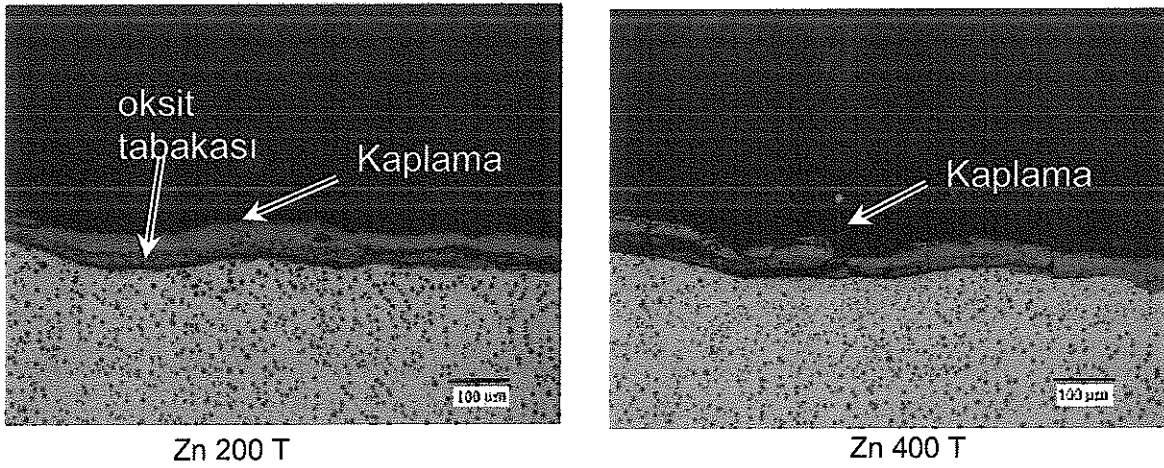 oksit
tabakası
Kaplama
100 µm
Zn 200 T
Kaplama
100 µm
Zn 400 T